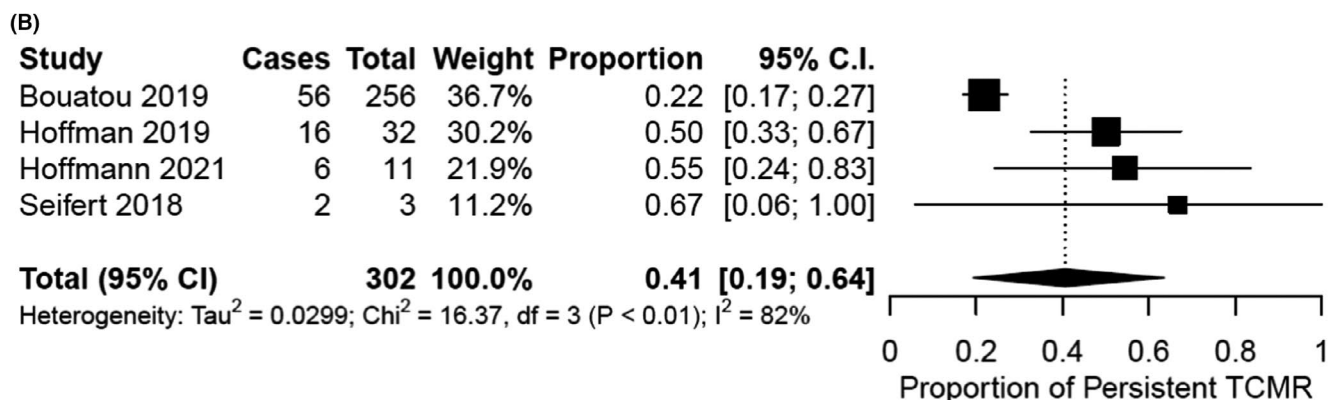 (B)
Study Cases Total Weight Proportion 95% C.I.
Bouatou 2019 56 256 36.7% 0.22 [0.17; 0.27]
Hoffman 2019 16 32 30.2% 0.50 [0.33; 0.67]
Hoffmann 2021 6 11 21.9% 0.55 [0.24; 0.83]
Seifert 2018 2 3 11.2% 0.67 [0.06; 1.00]
Total (95% CI) 302 100.0% 0.41 [0.19; 0.64]
Heterogeneity: Tau² = 0.0299; Chi² = 16.37, df = 3 (P < 0.01); I² = 82%
0 0.2 0.4 0.6 0.8 1
Proportion of Persistent TCMR